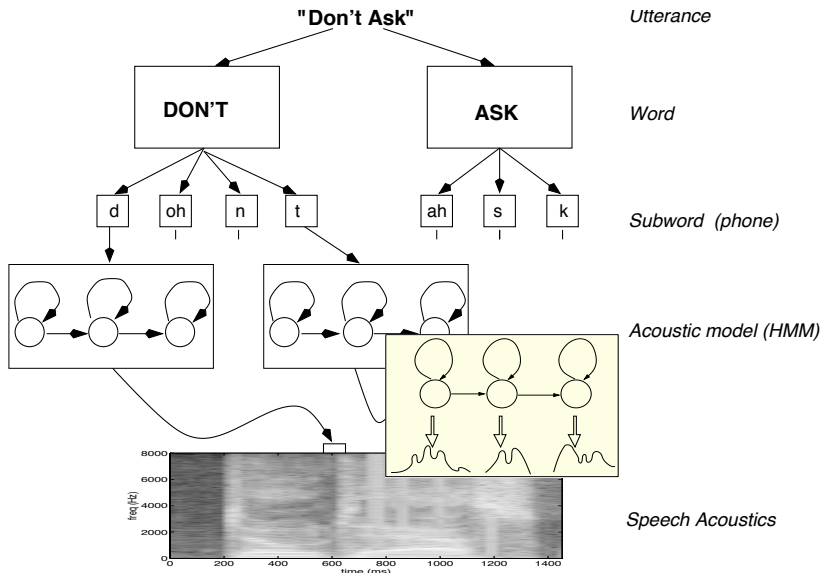 "Don't Ask"
Utterance
DON'T
ASK
Word
d oh n t
ah s k
Subword (phone)
Acoustic model (HMM)
8000
6000
4000
2000
0
freq (Hz)
0 200 400 600 800 1000 1200 1400
time (ms)
Speech Acoustics